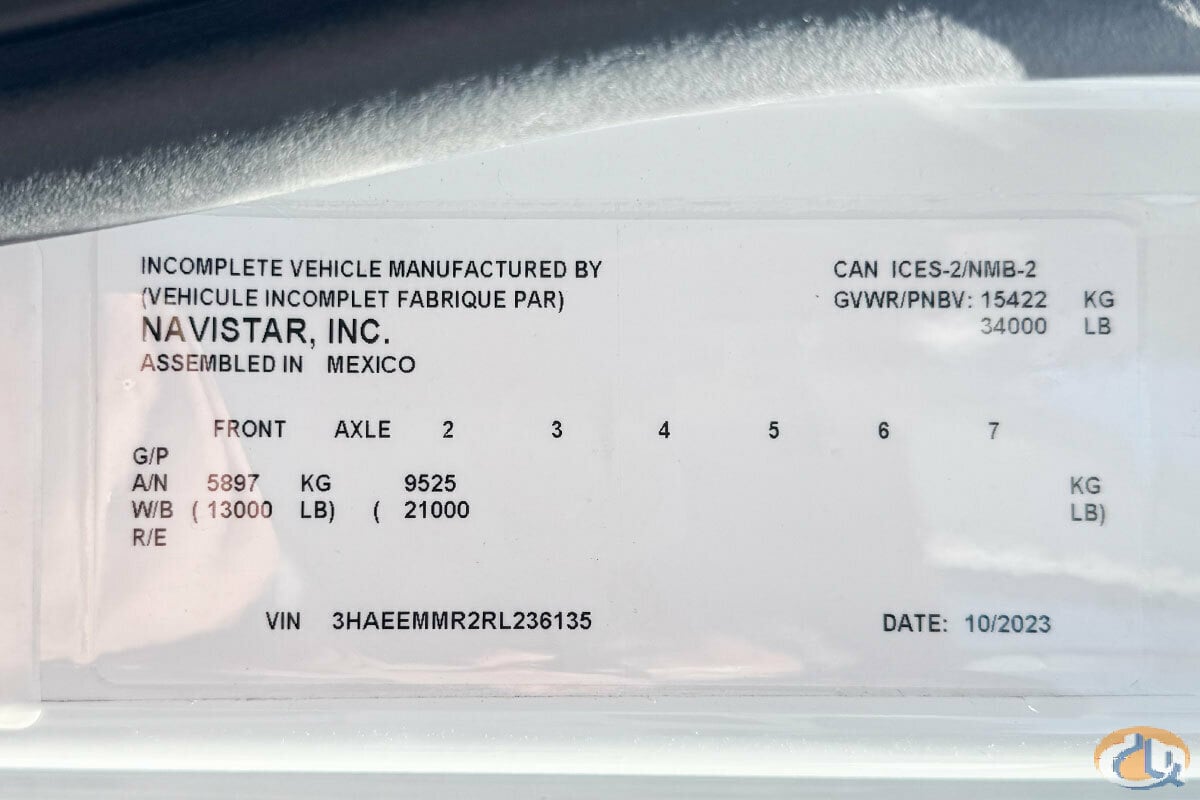 INCOMPLETE VEHICLE MANUFACTURED BY
(VEHICULE INCOMPLET FABRIQUE PAR)
NAVISTAR, INC.
ASSEMBLED IN MEXICO
CAN ICES-2/NMB-2
GVWR/PNBV: 15422 KG
34000 LB
FRONT AXLE 2 3 4 5 6 7
G/P
A/N 5897 KG 9525 KG
W/B ( 13000 LB) ( 21000 LB)
R/E
VIN 3HAEEMMR2RL236135
DATE: 10/2023